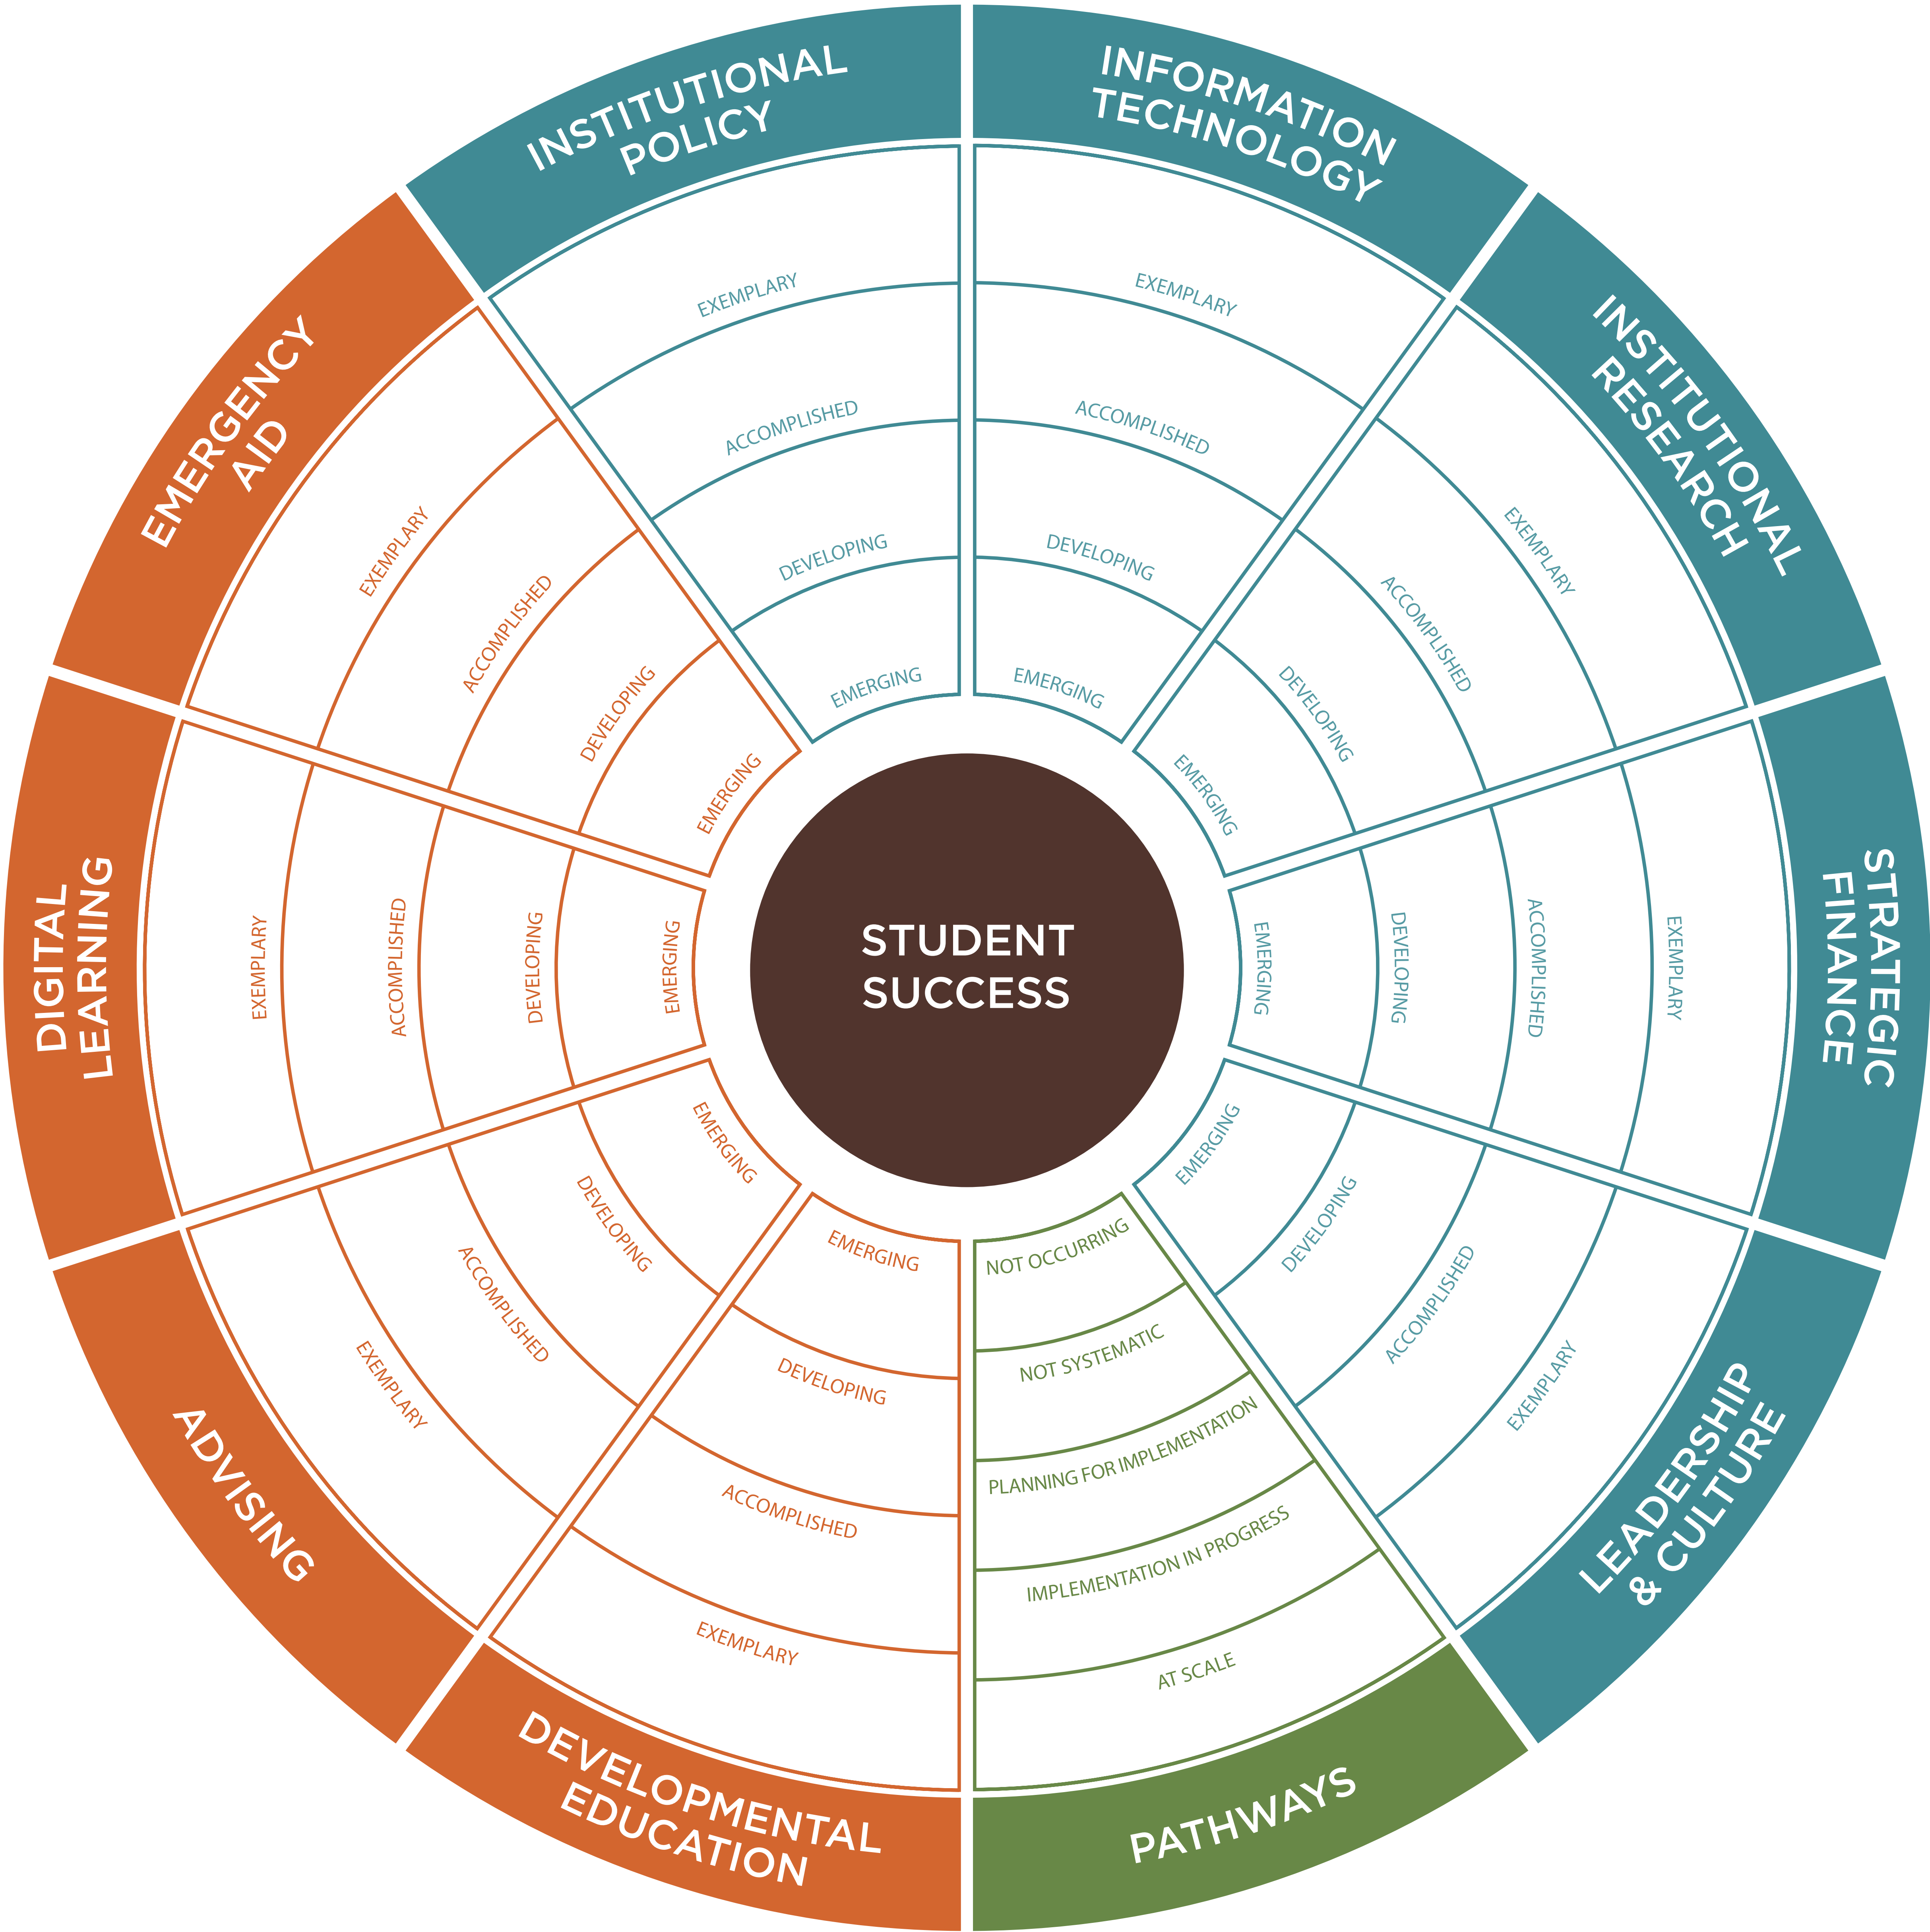 INSTITUTIONAL
POLICY
EXEMPLARY
ACCOMPLISHED
DEVELOPING
EMERGING
INFORMATION
TECHNOLOGY
EXEMPLARY
ACCOMPLISHED
DEVELOPING
EMERGING
INSTITUTIONAL
RESEARCH
EXEMPLARY
ACCOMPLISHED
DEVELOPING
EMERGING
STRATEGIC
FINANCE
EXEMPLARY
ACCOMPLISHED
DEVELOPING
EMERGING
LEADERSHIP
& CULTURE
EXEMPLARY
ACCOMPLISHED
DEVELOPING
EMERGING
PATHWAYS
NOT OCCURRING
NOT SYSTEMATIC
PLANNING FOR IMPLEMENTATION
IMPLEMENTATION IN PROGRESS
AT SCALE
DEVELOPMENTAL
EDUCATION
EMERGING
DEVELOPING
ACCOMPLISHED
EXEMPLARY
ADVISING
EMERGING
DEVELOPING
ACCOMPLISHED
EXEMPLARY
DIGITAL
LEARNING
EXEMPLARY
ACCOMPLISHED
DEVELOPING
EMERGING
EMERGENCY
AID
EXEMPLARY
ACCOMPLISHED
DEVELOPING
EMERGING
STUDENT
SUCCESS